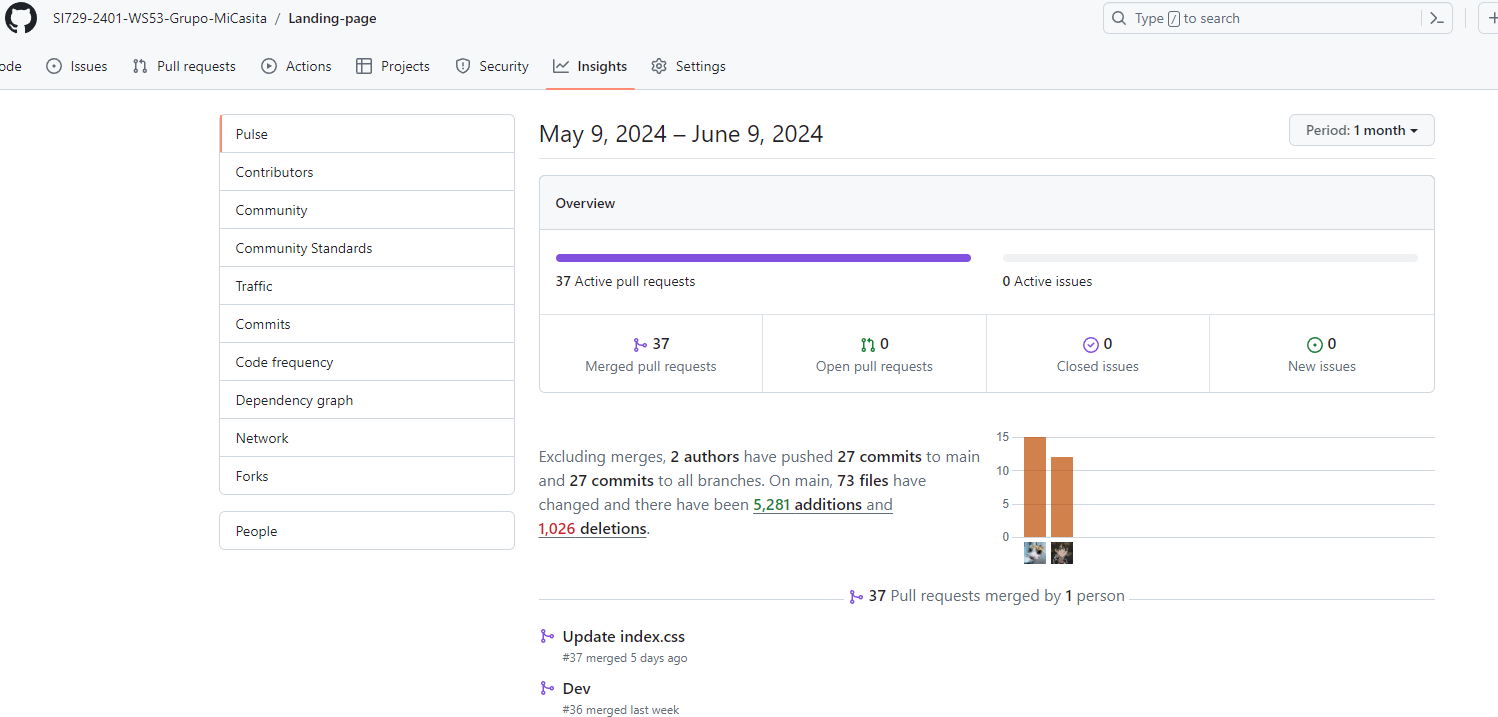 SI729-2401-WS53-Grupo-MiCasita / Landing-page
Type / to search
ode Issues Pull requests Actions Projects Security Insights Settings
Pulse
Contributors
Community
Community Standards
Traffic
Commits
Code frequency
Dependency graph
Network
Forks
People
May 9, 2024 – June 9, 2024
Period: 1 month
Overview
37 Active pull requests
0 Active issues
37
Merged pull requests
0
Open pull requests
0
Closed issues
0
New issues
Excluding merges, 2 authors have pushed 27 commits to main
and 27 commits to all branches. On main, 73 files have
changed and there have been 5,281 additions and
1,026 deletions.
15
10
5
0
37 Pull requests merged by 1 person
Update index.css
#37 merged 5 days ago
Dev
#36 merged last week